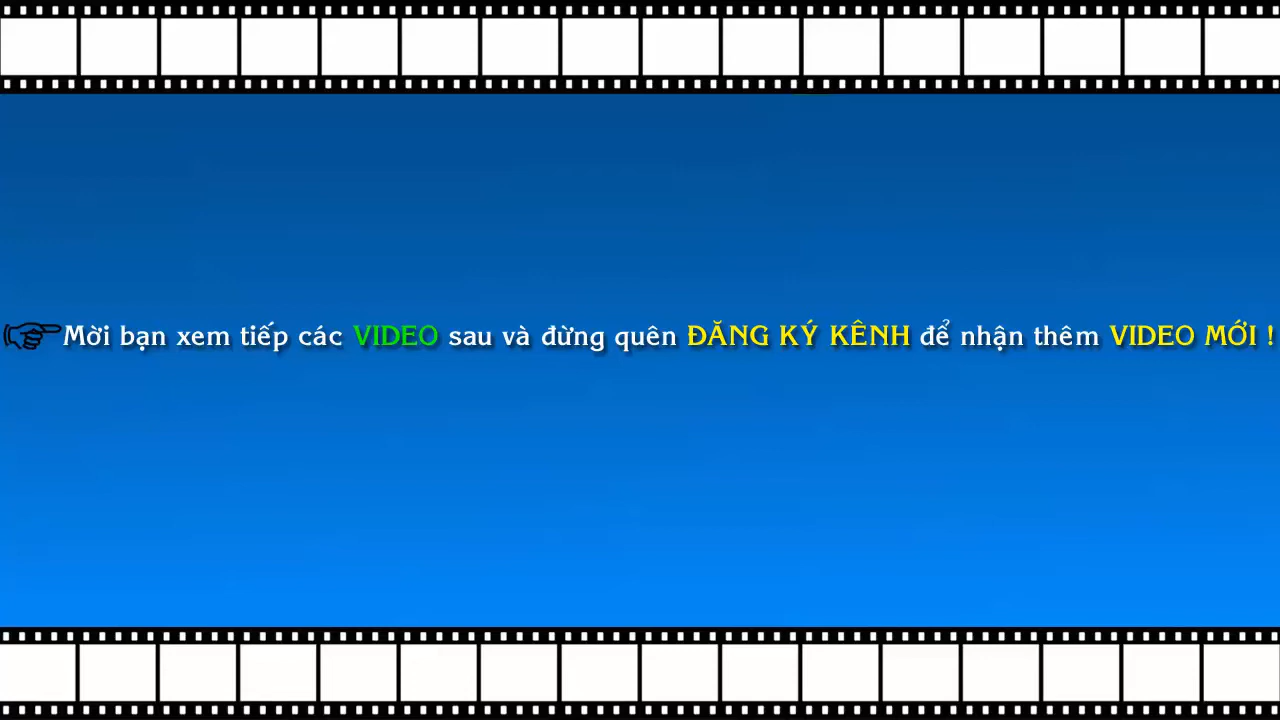 Mời bạn xem tiếp các VIDEO sau và đừng quên ĐĂNG KÝ KÊNH để nhận thêm VIDEO MỚI !